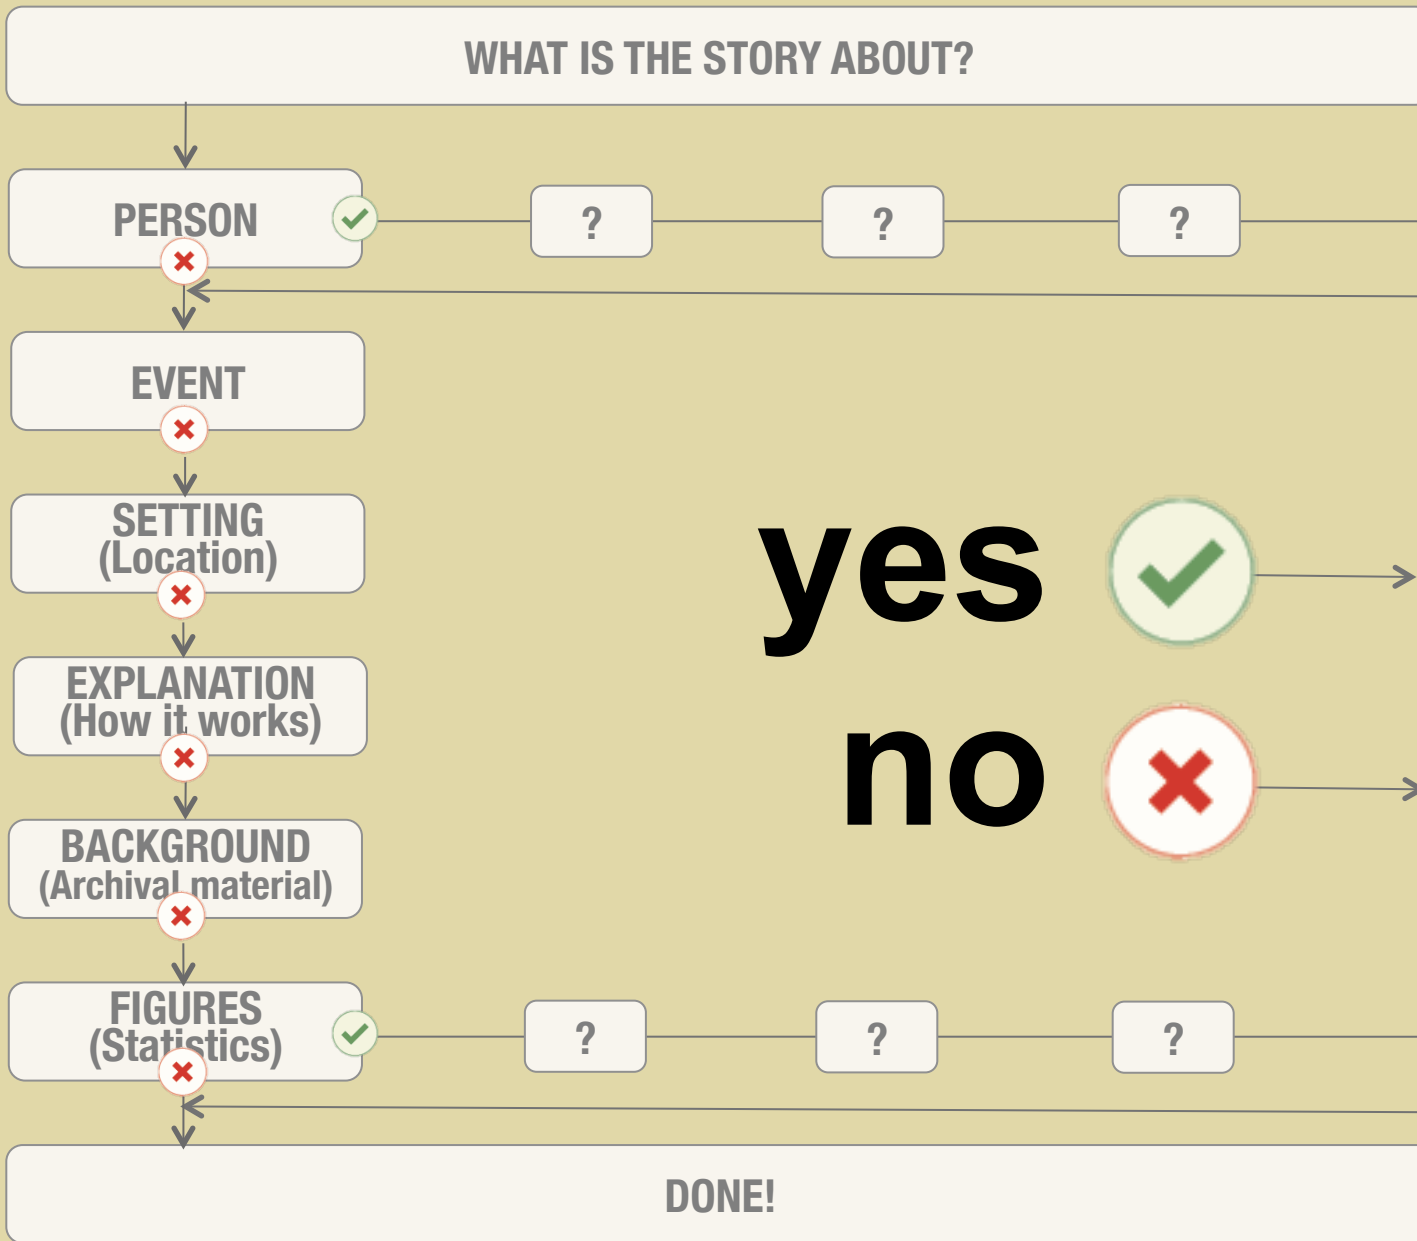 WHAT IS THE STORY ABOUT?
PERSON
?
?
?
EVENT
SETTING
(Location)
yes
EXPLANATION
(How it works)
no
BACKGROUND
(Archival material)
FIGURES
(Statistics)
?
?
?
DONE!